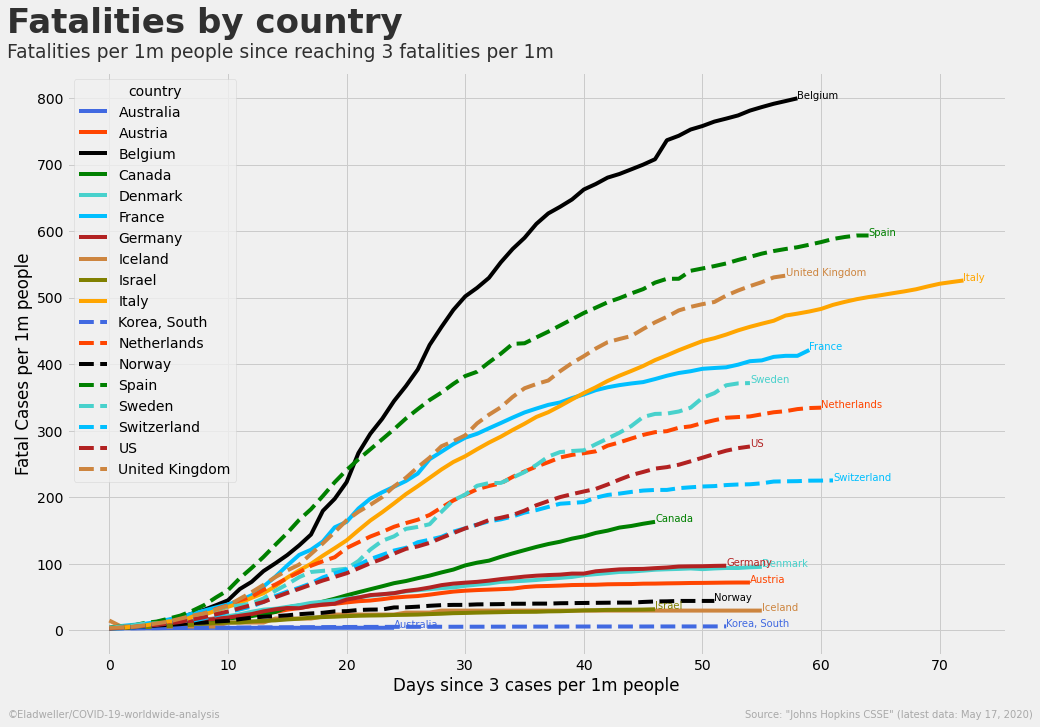 Fatalities by country
Fatalities per 1m people since reaching 3 fatalities per 1m
country
Australia
Austria
Belgium
Canada
Denmark
France
Germany
Iceland
Israel
Italy
Korea, South
Netherlands
Norway
Spain
Sweden
Switzerland
US
United Kingdom
Fatal Cases per 1m people
800
700
600
500
400
300
200
100
0
Belgium
Spain
United Kingdom
Italy
France
Sweden
Netherlands
US
Switzerland
Canada
Germany
Denmark
Austria
Norway
Israel
Iceland
Australia
Korea, South
0 10 20 30 40 50 60 70
Days since 3 cases per 1m people
©Eladweller/COVID-19-worldwide-analysis
Source: "Johns Hopkins CSSE" (latest data: May 17, 2020)